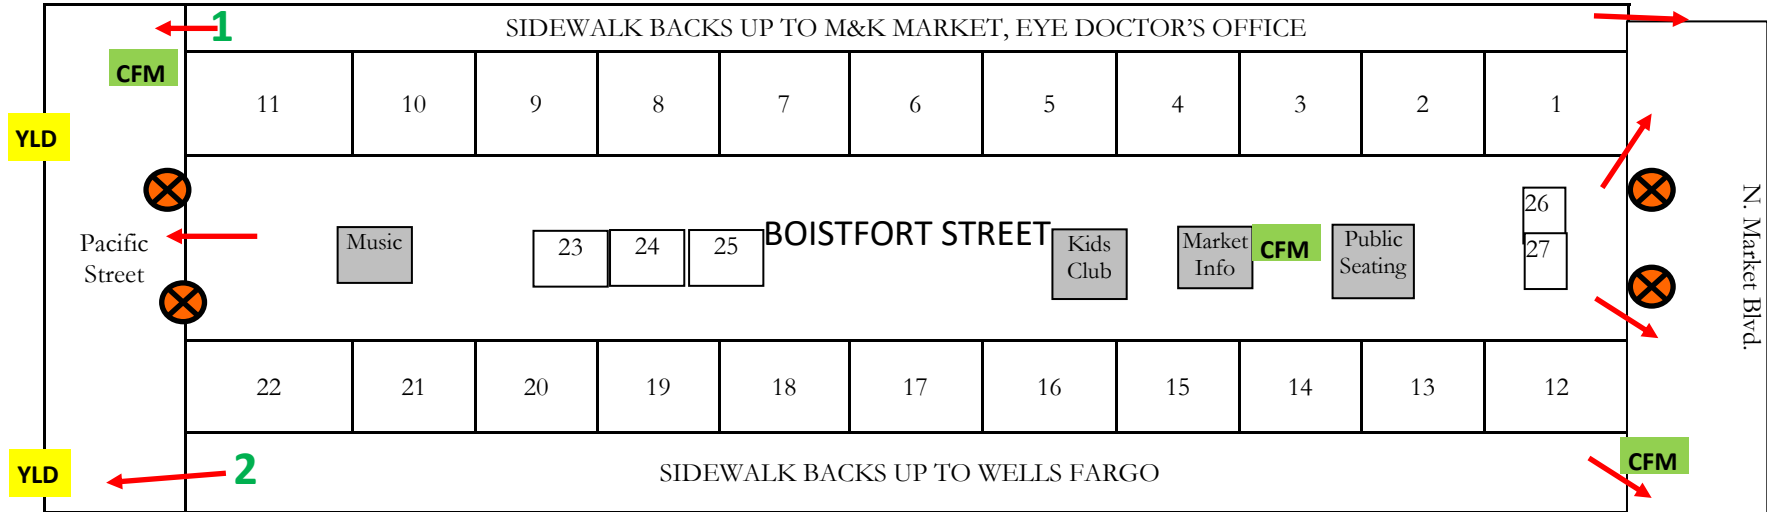 1
SIDEWALK BACKS UP TO M&K MARKET, EYE DOCTOR’S OFFICE
CFM
11 10 9 8 7 6 5 4 3 2 1
YLD
Pacific
Street
Music
23 24 25
BOISTFORT STREET
Kids
Club
Market
Info
CFM
Public
Seating
26
27
N. Market Blvd.
22 21 20 19 18 17 16 15 14 13 12
YLD
2
SIDEWALK BACKS UP TO WELLS FARGO
CFM